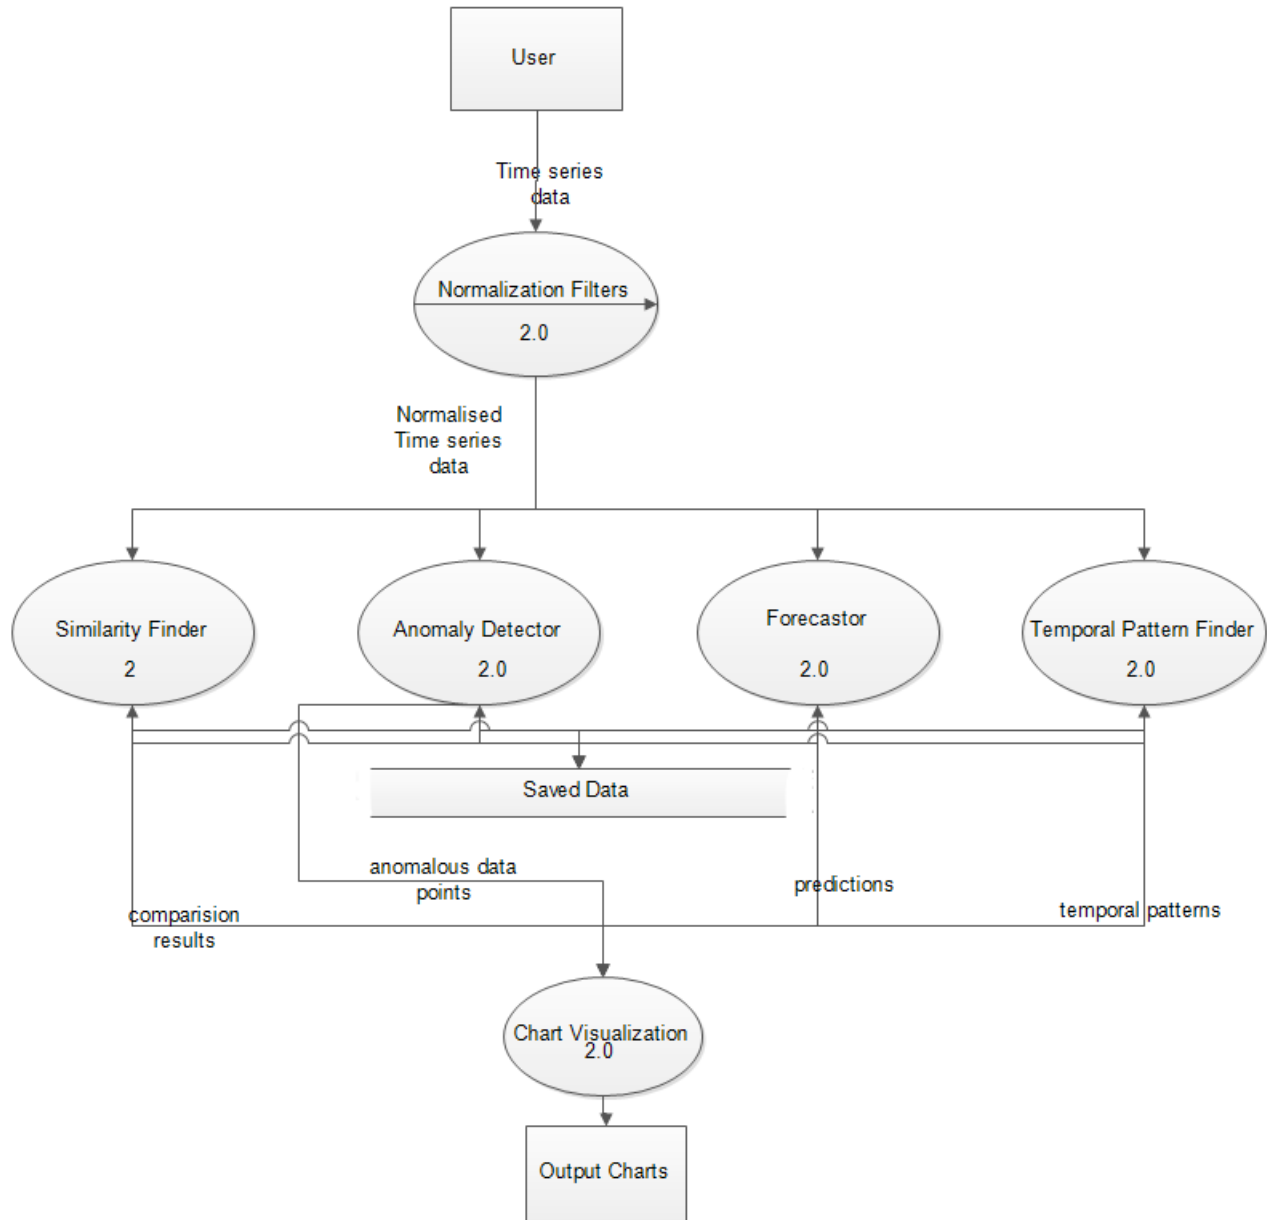 User
Time series
data
Normalization Filters
2.0
Normalised
Time series
data
Similarity Finder
2
Anomaly Detector
2.0
Forecastor
2.0
Temporal Pattern Finder
2.0
Saved Data
anomalous data
points
predictions
comparision
results
temporal patterns
Chart Visualization
2.0
Output Charts